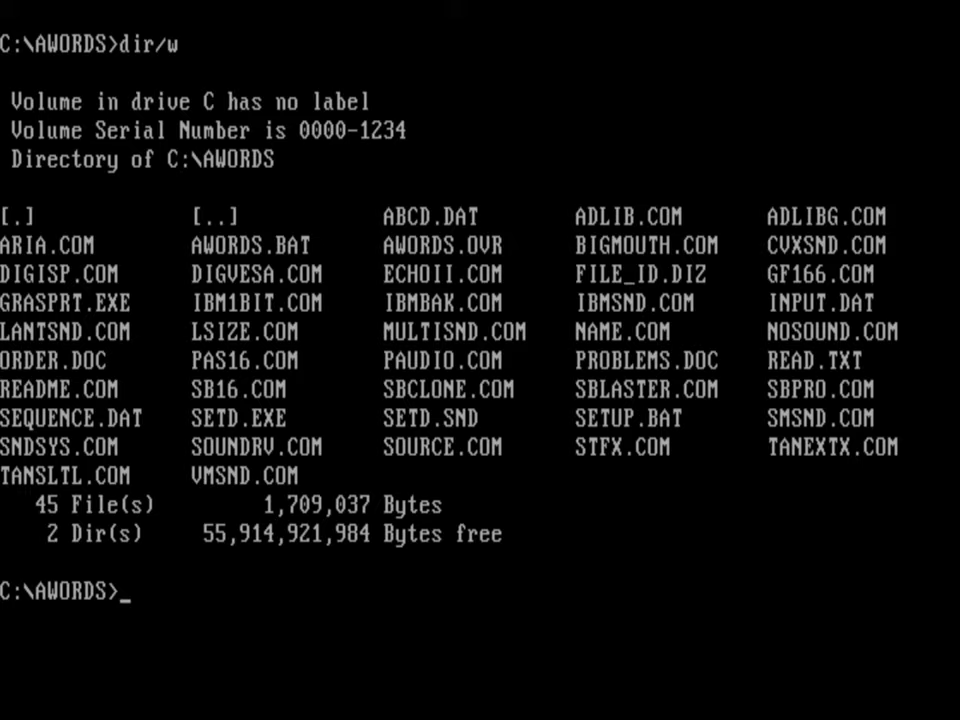 C:\AWORDS>dir/w
Volume in drive C has no label
Volume Serial Number is 0000-1234
Directory of C:\AWORDS
[.] [..] ABCD.DAT ADLIB.COM ADLIBG.COM
ARIA.COM AWORDS.BAT AWORDS.OVR BIGMOUTH.COM CVXSND.COM
DIGISP.COM DIGVESA.COM ECHOII.COM FILE_ID.DIZ GF166.COM
GRASPRT.EXE IBM1BIT.COM IBMBAK.COM IBMSND.COM INPUT.DAT
LANTSND.COM LSIZE.COM MULTISND.COM NAME.COM NOSOUND.COM
ORDER.DOC PAS16.COM PAUDIO.COM PROBLEMS.DOC READ.TXT
README.COM SB16.COM SBCLONE.COM SBLASTER.COM SBPRO.COM
SEQUENCE.DAT SETD.EXE SETD.SND SETUP.BAT SMSND.COM
SNDSYS.COM SOUNDRV.COM SOURCE.COM STFX.COM TANEXTX.COM
TANSLTL.COM VMSND.COM
45 File(s) 1,709,037 Bytes
2 Dir(s) 55,914,921,984 Bytes free
C:\AWORDS>_